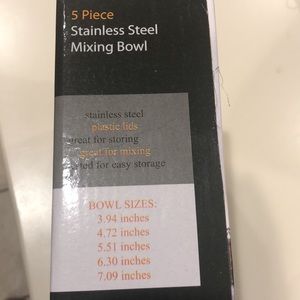 5 Piece
Stainless Steel
Mixing Bowl
stainless steel
plastic lids
great for storing
great for mixing
for easy storage
BOWL SIZES:
3.94 inches
4.72 inches
5.51 inches
6.30 inches
7.09 inches